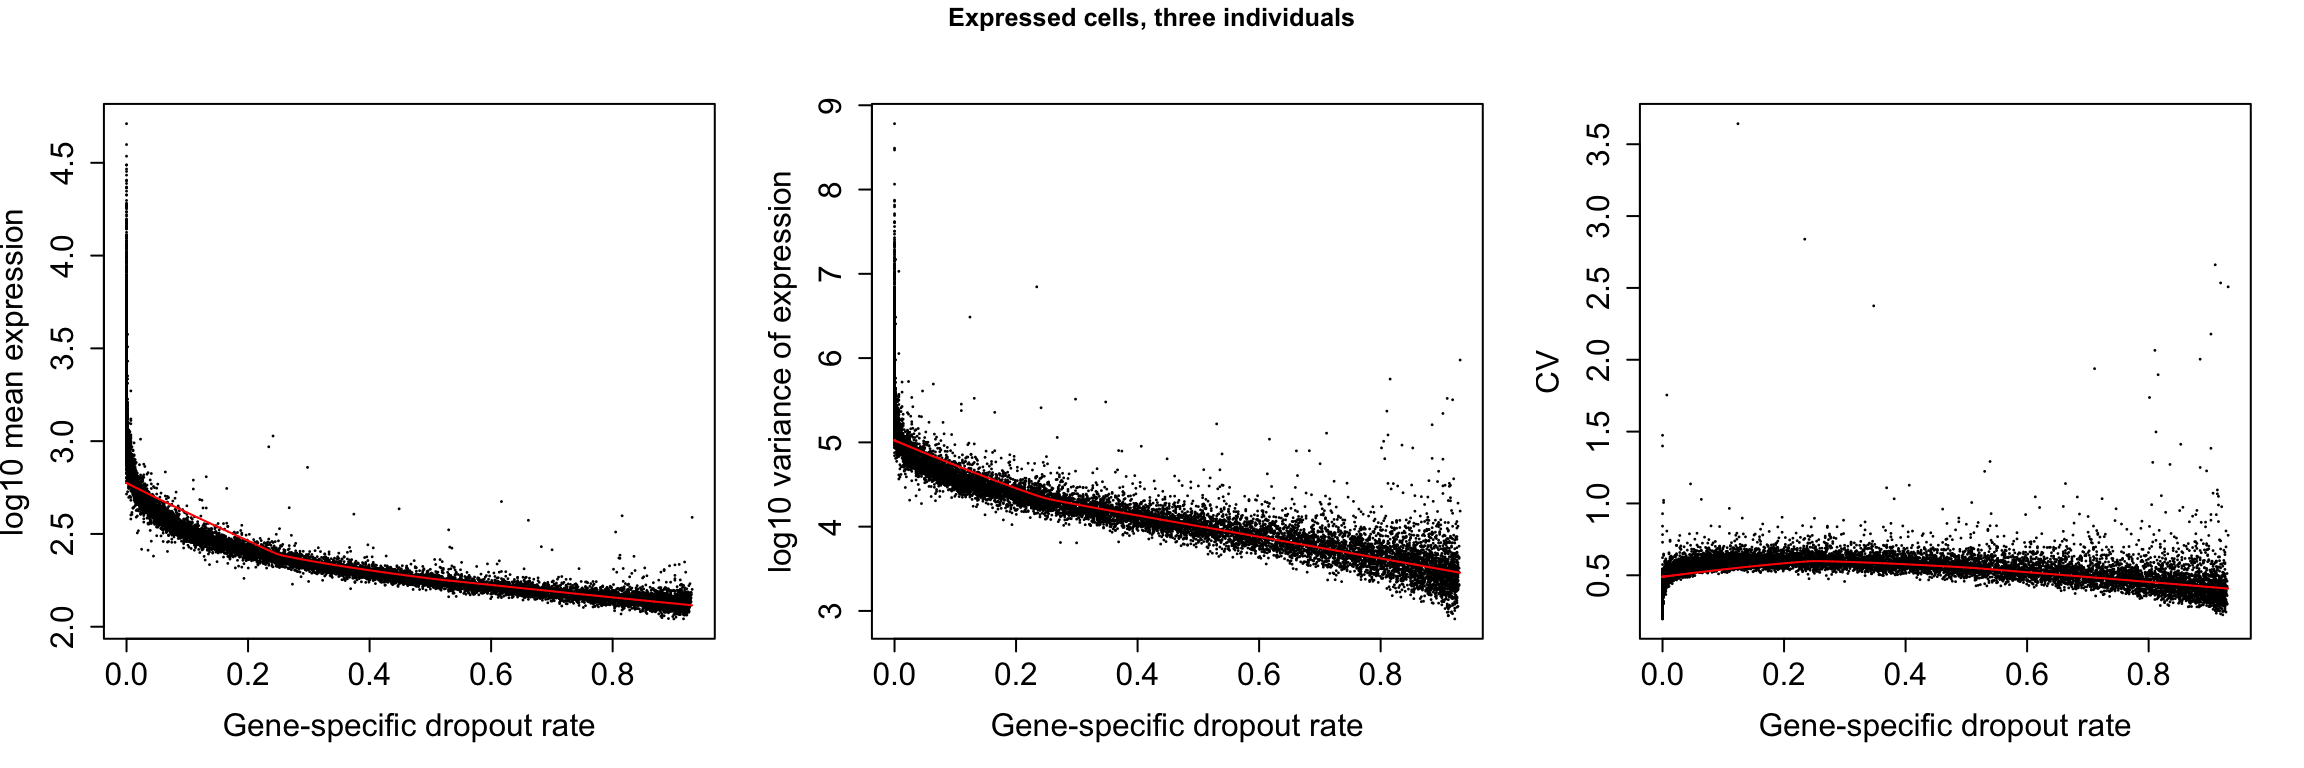 Expressed cells, three individuals
log10 mean expression
4.5
4.0
3.5
3.0
2.5
2.0
0.0 0.2 0.4 0.6 0.8
Gene-specific dropout rate
log10 variance of expression
9
8
7
6
5
4
3
0.0 0.2 0.4 0.6 0.8
Gene-specific dropout rate
CV
3.5
3.0
2.5
2.0
1.5
1.0
0.5
0.0 0.2 0.4 0.6 0.8
Gene-specific dropout rate